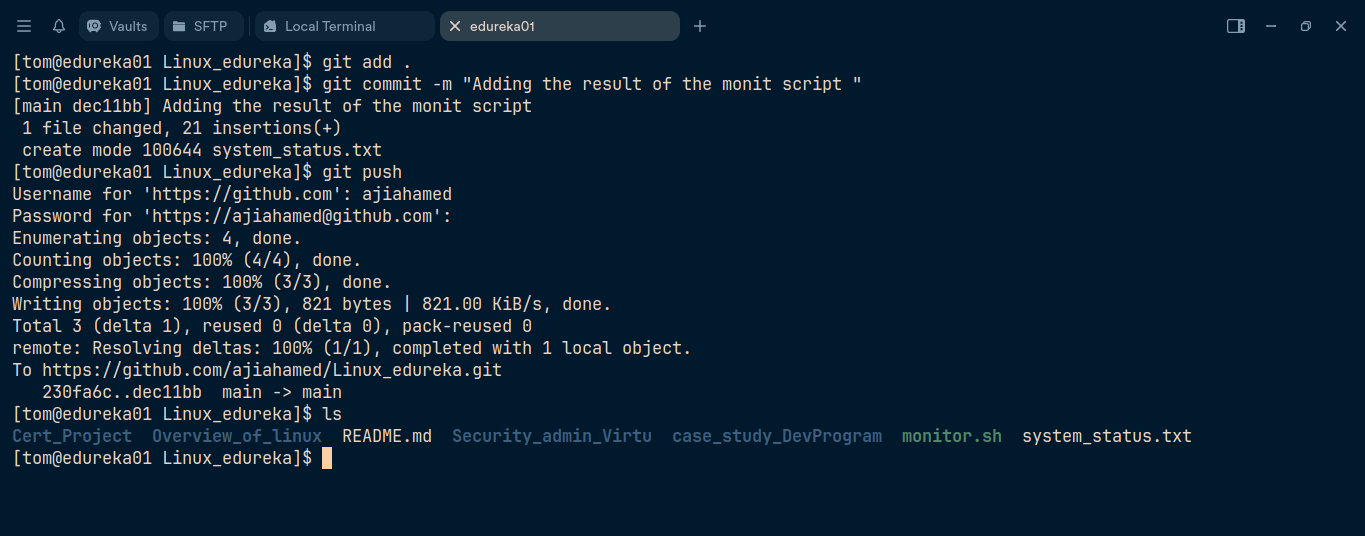 Vaults SFTP Local Terminal edureka01
[tom@edureka01 Linux_edureka]$ git add .
[tom@edureka01 Linux_edureka]$ git commit -m "Adding the result of the monit script "
[main dec11bb] Adding the result of the monit script
1 file changed, 21 insertions(+)
create mode 100644 system_status.txt
[tom@edureka01 Linux_edureka]$ git push
Username for 'https://github.com': ajiahamed
Password for 'https://ajiahamed@github.com':
Enumerating objects: 4, done.
Counting objects: 100% (4/4), done.
Compressing objects: 100% (3/3), done.
Writing objects: 100% (3/3), 821 bytes | 821.00 KiB/s, done.
Total 3 (delta 1), reused 0 (delta 0), pack-reused 0
remote: Resolving deltas: 100% (1/1), completed with 1 local object.
To https://github.com/ajiahamed/Linux_edureka.git
230fa6c..dec11bb  main -> main
[tom@edureka01 Linux_edureka]$ ls
Cert_Project  Overview_of_linux  README.md  Security_admin_Virtu  case_study_DevProgram  monitor.sh  system_status.txt
[tom@edureka01 Linux_edureka]$